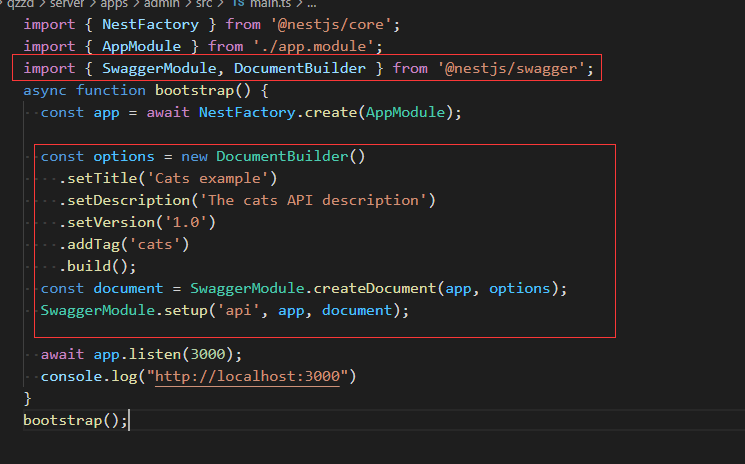 qzzd > server > apps > admin > src > main.ts > ...
import { NestFactory } from '@nestjs/core';
import { AppModule } from './app.module';
import { SwaggerModule, DocumentBuilder } from '@nestjs/swagger';
async function bootstrap() {
  const app = await NestFactory.create(AppModule);
  const options = new DocumentBuilder()
    .setTitle('Cats example')
    .setDescription('The cats API description')
    .setVersion('1.0')
    .addTag('cats')
    .build();
  const document = SwaggerModule.createDocument(app, options);
  SwaggerModule.setup('api', app, document);
  await app.listen(3000);
  console.log("http://localhost:3000")
}
bootstrap();